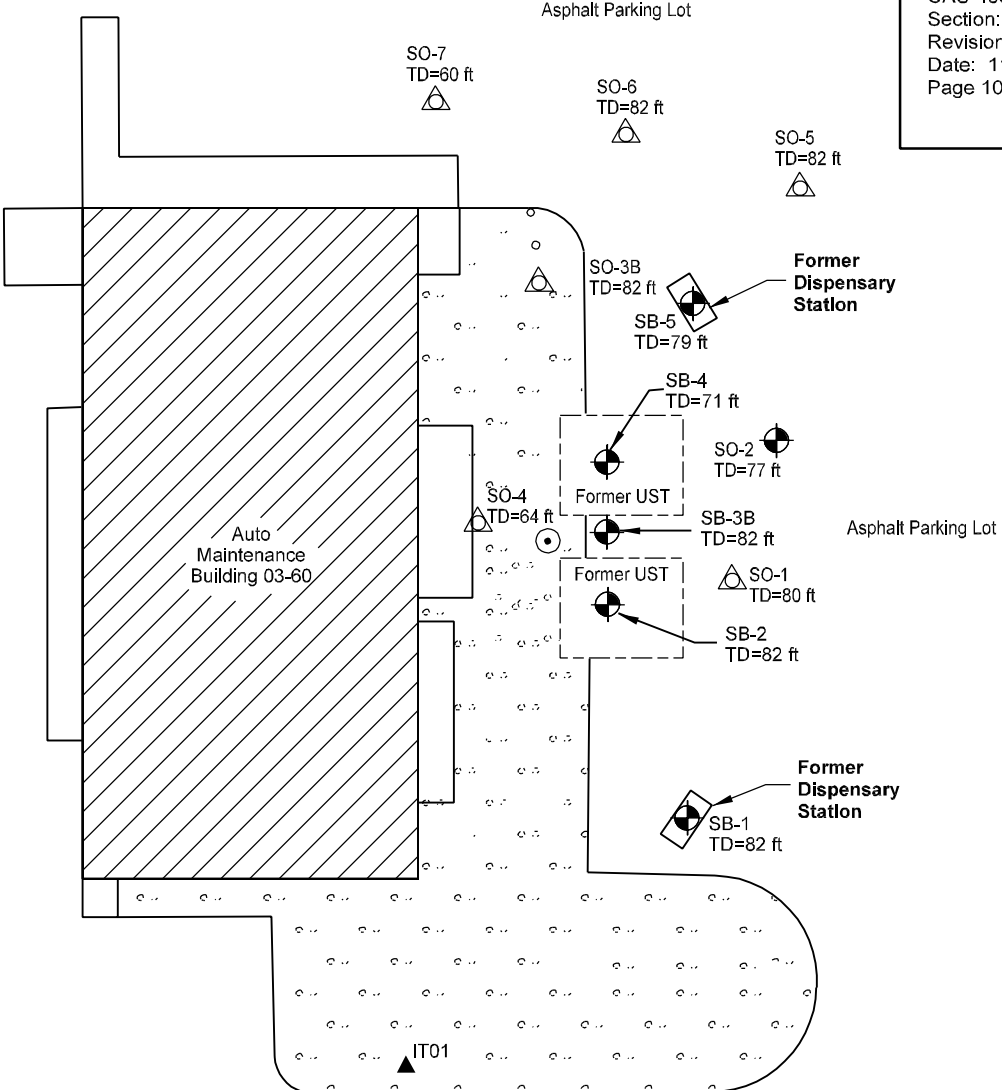 Asphalt Parking Lot
Section:
Revision
Date: 1
Page 10
SO-7
TD=60 ft
SO-6
TD=82 ft
SO-5
TD=82 ft
SO-3B
TD=82 ft
Former
Dispensary
Station
SB-5
TD=79 ft
SB-4
TD=71 ft
SO-2
TD=77 ft
Former UST
SO-4
TD=64 ft
SB-3B
TD=82 ft
Asphalt Parking Lot
Auto
Maintenance
Building 03-60
Former UST
SO-1
TD=80 ft
SB-2
TD=82 ft
Former
Dispensary
Station
SB-1
TD=82 ft
IT01